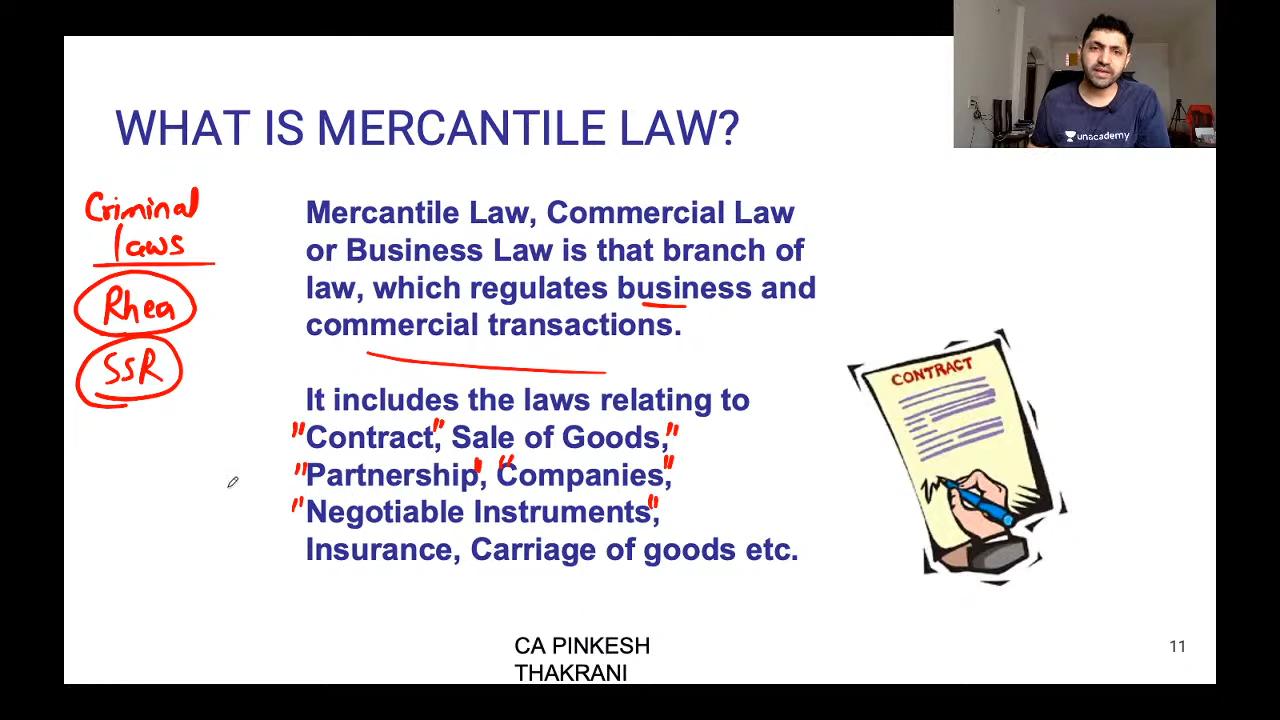 unacademy
WHAT IS MERCANTILE LAW?
Criminal
laws
Rhea
SSR
Mercantile Law, Commercial Law
or Business Law is that branch of
law, which regulates business and
commercial transactions.
It includes the laws relating to
"Contract", Sale of Goods,"
"Partnership", "Companies",
"Negotiable Instruments",
Insurance, Carriage of goods etc.
CONTRACT
CA PINKESH
THAKRANI
11